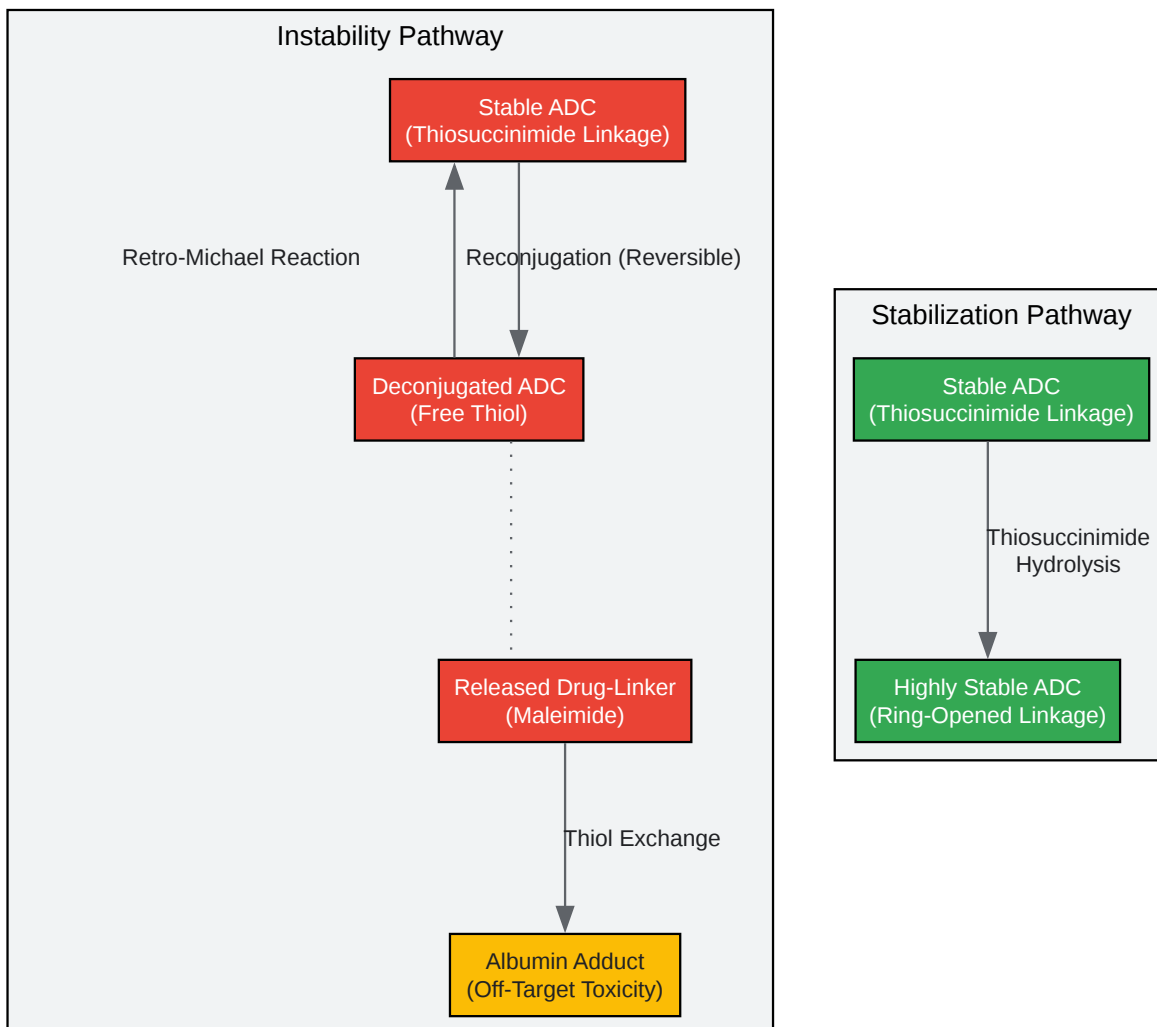 Instability Pathway
Stable ADC
(Thiosuccinimide Linkage)
Retro-Michael Reaction
Reconjugation (Reversible)
Deconjugated ADC
(Free Thiol)
Released Drug-Linker
(Maleimide)
Thiol Exchange
Albumin Adduct
(Off-Target Toxicity)
Stabilization Pathway
Stable ADC
(Thiosuccinimide Linkage)
Thiosuccinimide
Hydrolysis
Highly Stable ADC
(Ring-Opened Linkage)